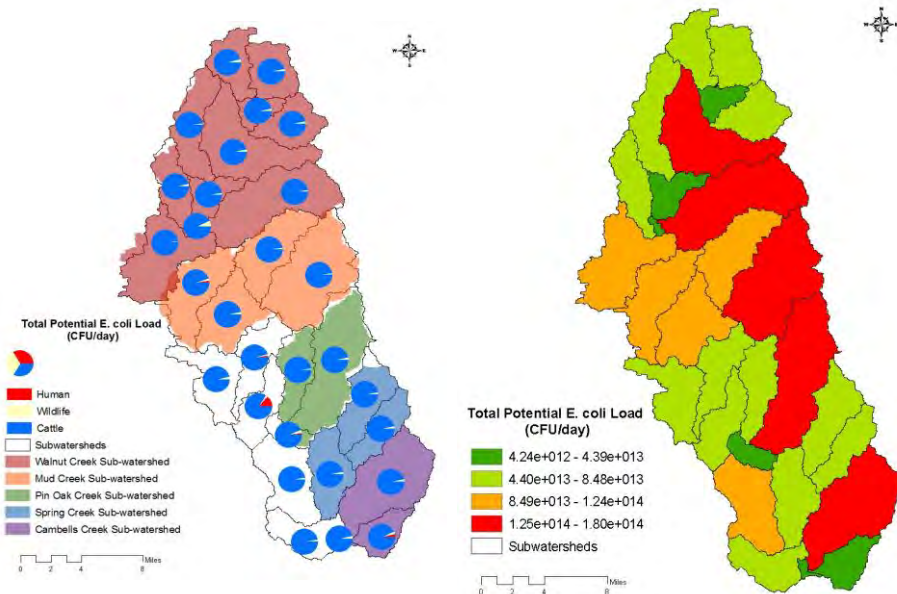 N
W E
S
Total Potential E. coli Load
(CFU/day)
Human
Wildlife
Cattle
Subwatersheds
Walnut Creek Sub-watershed
Mud Creek Sub-watershed
Pin Oak Creek Sub-watershed
Spring Creek Sub-watershed
Cambells Creek Sub-watershed
0 2 4 8 Miles
N
W E
S
Total Potential E. coli Load
(CFU/day)
4.24e+012 - 4.39e+013
4.40e+013 - 8.48e+013
8.49e+013 - 1.24e+014
1.25e+014 - 1.80e+014
Subwatersheds
0 2 4 8 Miles